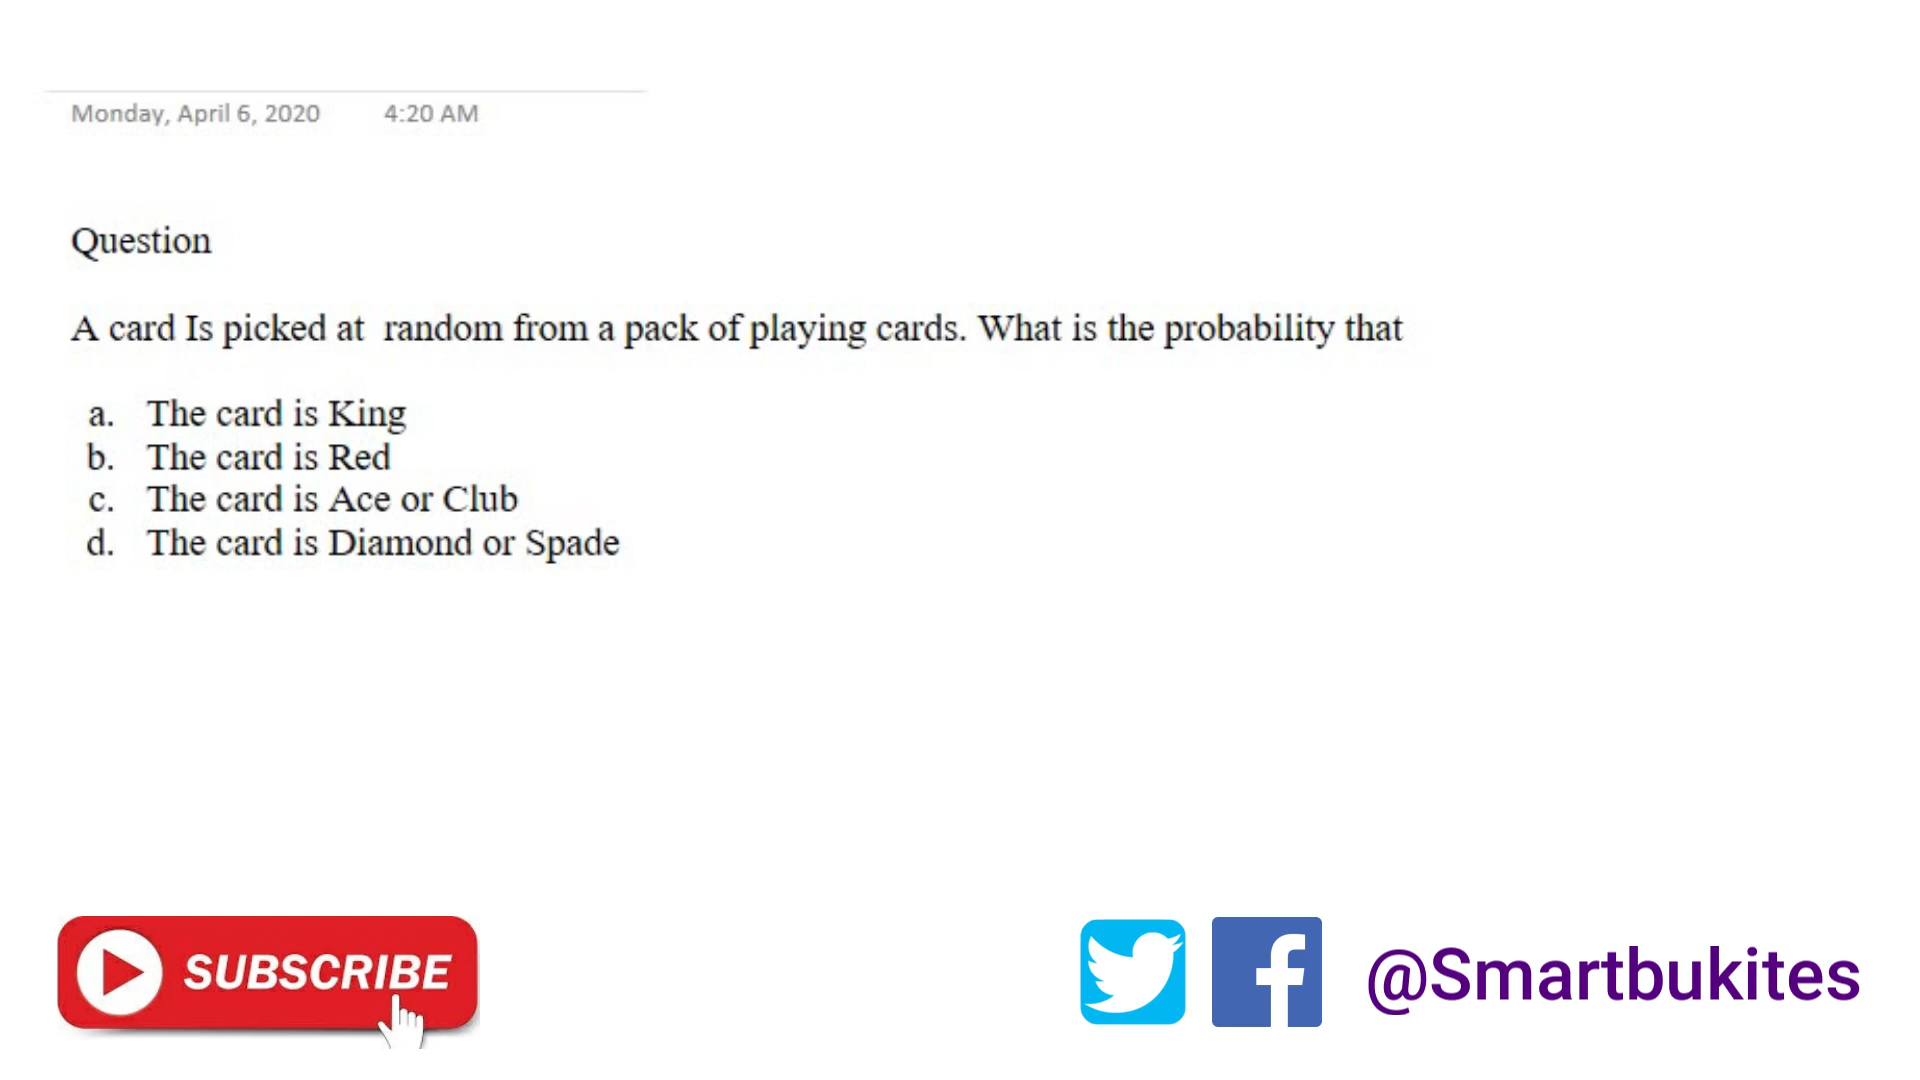 Monday, April 6, 2020 4:20 AM
Question
A card Is picked at random from a pack of playing cards. What is the probability that
a. The card is King
b. The card is Red
c. The card is Ace or Club
d. The card is Diamond or Spade
SUBSCRIBE
@Smartbukites